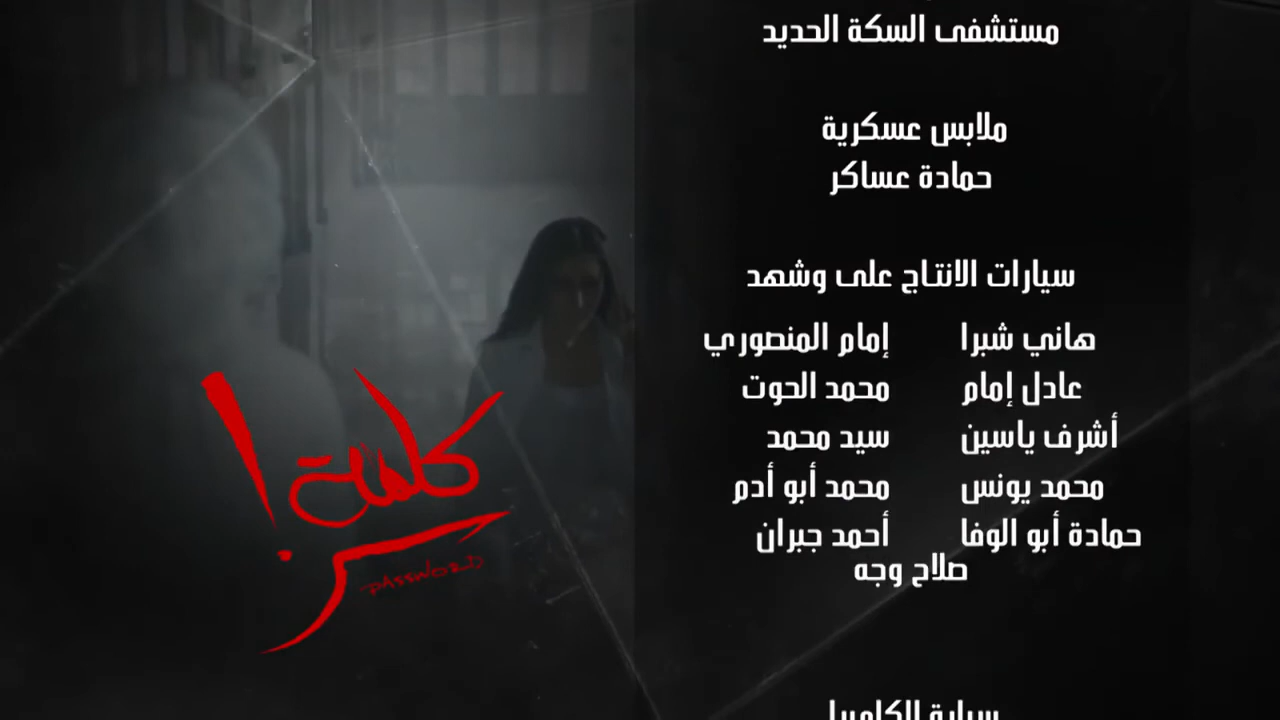 مستشفى السكة الحديد
ملابس عسكرية
حمادة عساكر
سيارات الانتاج على وشهد
هاني شبرا إمام المنصوري
عادل إمام محمد الحوت
أشرف ياسين سيد محمد
محمد يونس محمد أبو أدم
حمادة أبو الوفا أحمد جبران
صلاح وجه
سيارة الكاميرا
كلمة سر!
PASSWORD